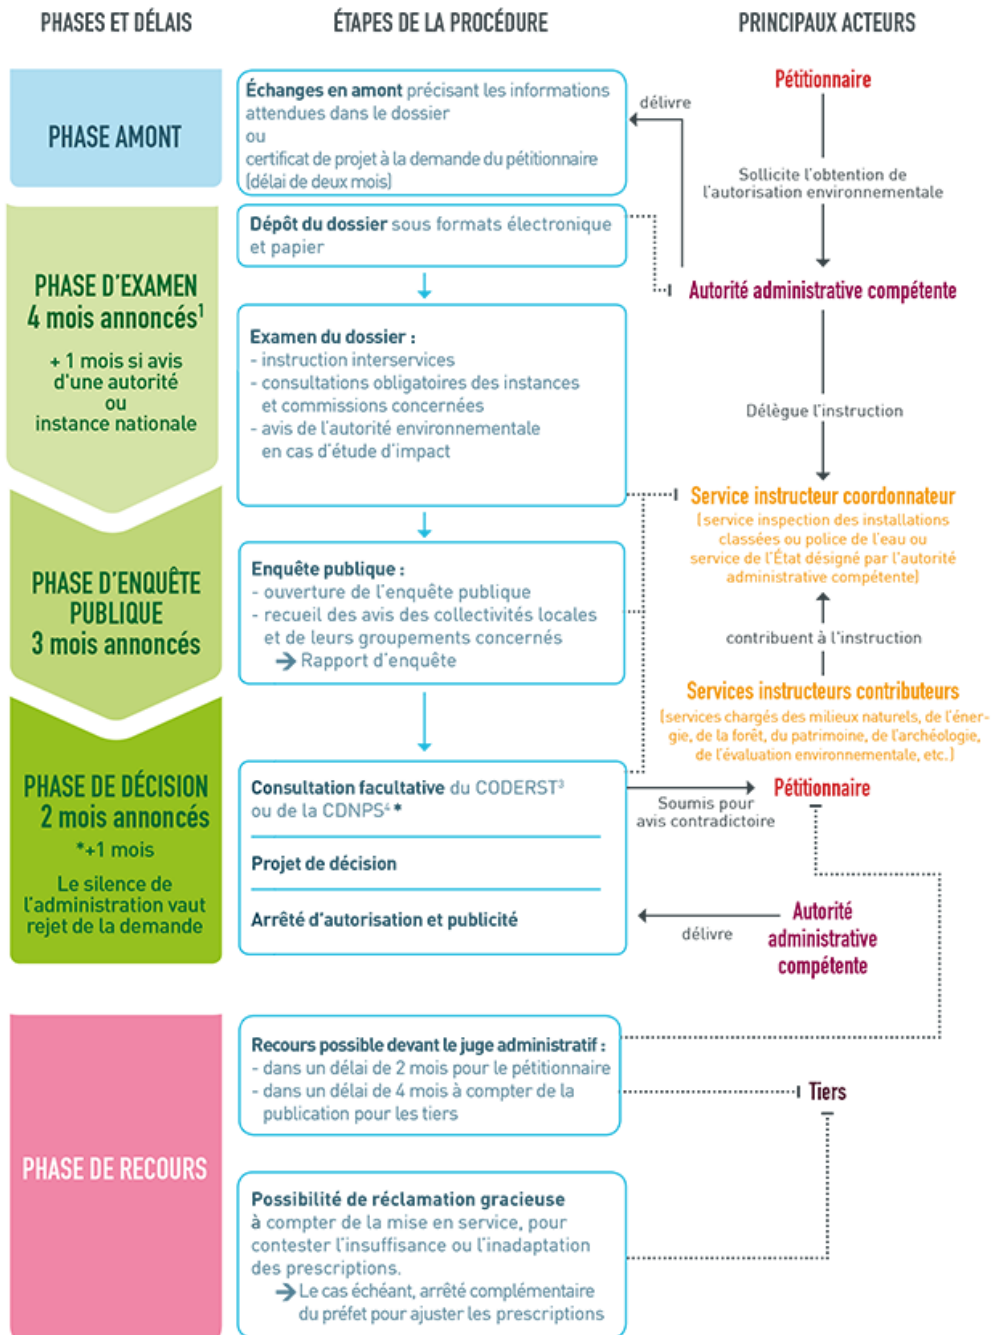 PHASES ET DÉLAIS
ÉTAPES DE LA PROCÉDURE
PRINCIPAUX ACTEURS
PHASE AMONT
Échanges en amont précisant les informations
attendues dans le dossier
ou
certificat de projet à la demande du pétitionnaire
(délai de deux mois)
délivre
Pétitionnaire
Sollicite l'obtention de
l'autorisation environnementale
PHASE D'EXAMEN
4 mois annoncés¹
+ 1 mois si avis
d'une autorité
ou
instance nationale
Dépôt du dossier sous formats électronique
et papier
Autorité administrative compétente
Examen du dossier :
- instruction interservices
- consultations obligatoires des instances
et commissions concernées
- avis de l'autorité environnementale
en cas d'étude d'impact
Délègue l'instruction
Service instructeur coordonnateur
(service inspection des installations
classées ou police de l'eau ou
service de l'État désigné par l'autorité
administrative compétente)
PHASE D'ENQUÊTE
PUBLIQUE
3 mois annoncés
Enquête publique :
- ouverture de l'enquête publique
- recueil des avis des collectivités locales
et de leurs groupements concernés
→ Rapport d'enquête
contribuent à l'instruction
Services instructeurs contributeurs
(services chargés des milieux naturels, de l'éner-
gie, de la forêt, du patrimoine, de l'archéologie,
de l'évaluation environnementale, etc.)
PHASE DE DÉCISION
2 mois annoncés
*+1 mois
Le silence de
l'administration vaut
rejet de la demande
Consultation facultative du CODERST³
ou de la CDNPS⁴ *
Projet de décision
Arrêté d'autorisation et publicité
Soumis pour
avis contradictoire
Pétitionnaire
délivre
Autorité
administrative
compétente
PHASE DE RECOURS
Recours possible devant le juge administratif :
- dans un délai de 2 mois pour le pétitionnaire
- dans un délai de 4 mois à compter de la
publication pour les tiers
Tiers
Possibilité de réclamation gracieuse
à compter de la mise en service, pour
contester l'insuffisance ou l'inadaptation
des prescriptions.
→ Le cas échéant, arrêté complémentaire
du préfet pour ajuster les prescriptions